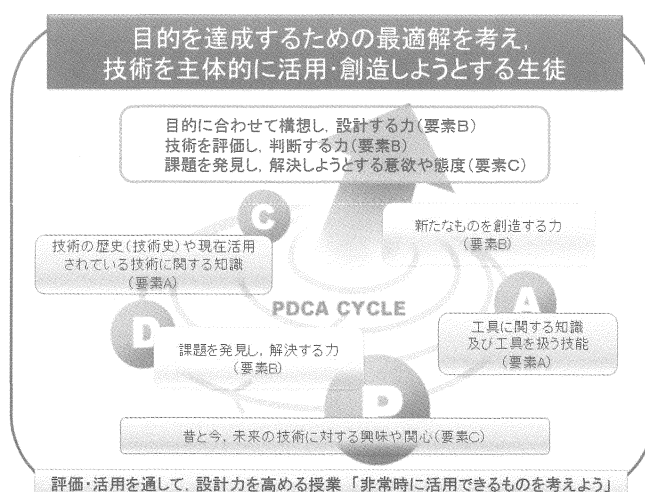 目的を達成するための最適解を考え,
技術を主体的に活用・創造しようとする生徒
目的に合わせて構想し,設計する力(要素B)
技術を評価し,判断する力(要素B)
課題を発見し,解決しようとする意欲や態度(要素C)
C
新たなものを創造する力
(要素B)
技術の歴史(技術史)や現在活用
されている技術に関する知識
(要素A)
A
PDCA CYCLE
D
工具に関する知識
及び工具を扱う技能
(要素A)
課題を発見し,解決する力
(要素B)
P
昔と今,未来の技術に対する興味や関心(要素C)
評価・活用を通して,設計力を高める授業「非常時に活用できるものを考えよう」